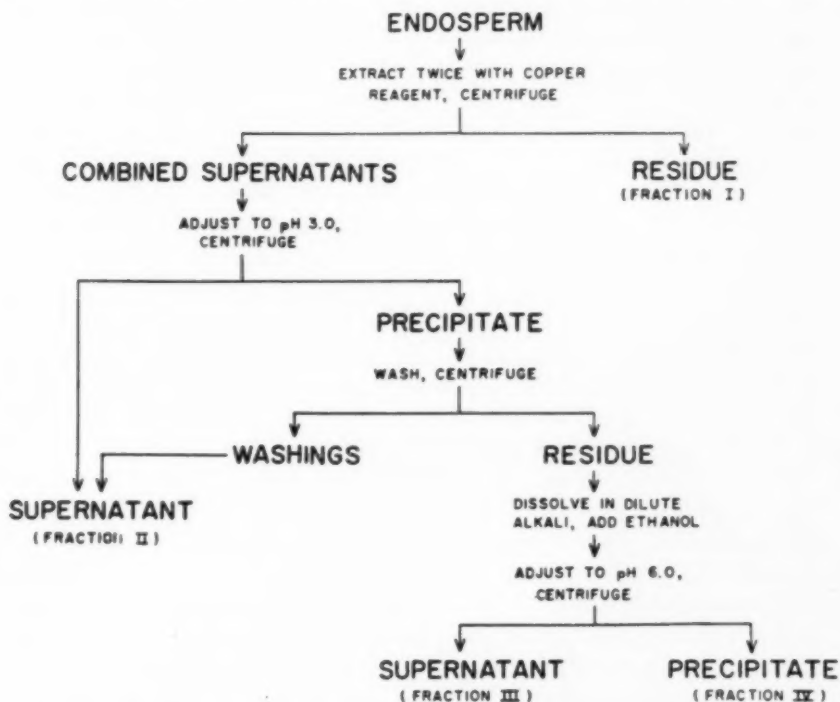 ENDOSPERM
EXTRACT TWICE WITH COPPER
REAGENT, CENTRIFUGE
COMBINED SUPERNATANTS
RESIDUE
(FRACTION I)
ADJUST TO pH 3.0,
CENTRIFUGE
PRECIPITATE
WASH, CENTRIFUGE
WASHINGS
RESIDUE
SUPERNATANT
(FRACTION II)
DISSOLVE IN DILUTE
ALKALI, ADD ETHANOL
ADJUST TO pH 6.0,
CENTRIFUGE
SUPERNATANT
(FRACTION III)
PRECIPITATE
(FRACTION IV)